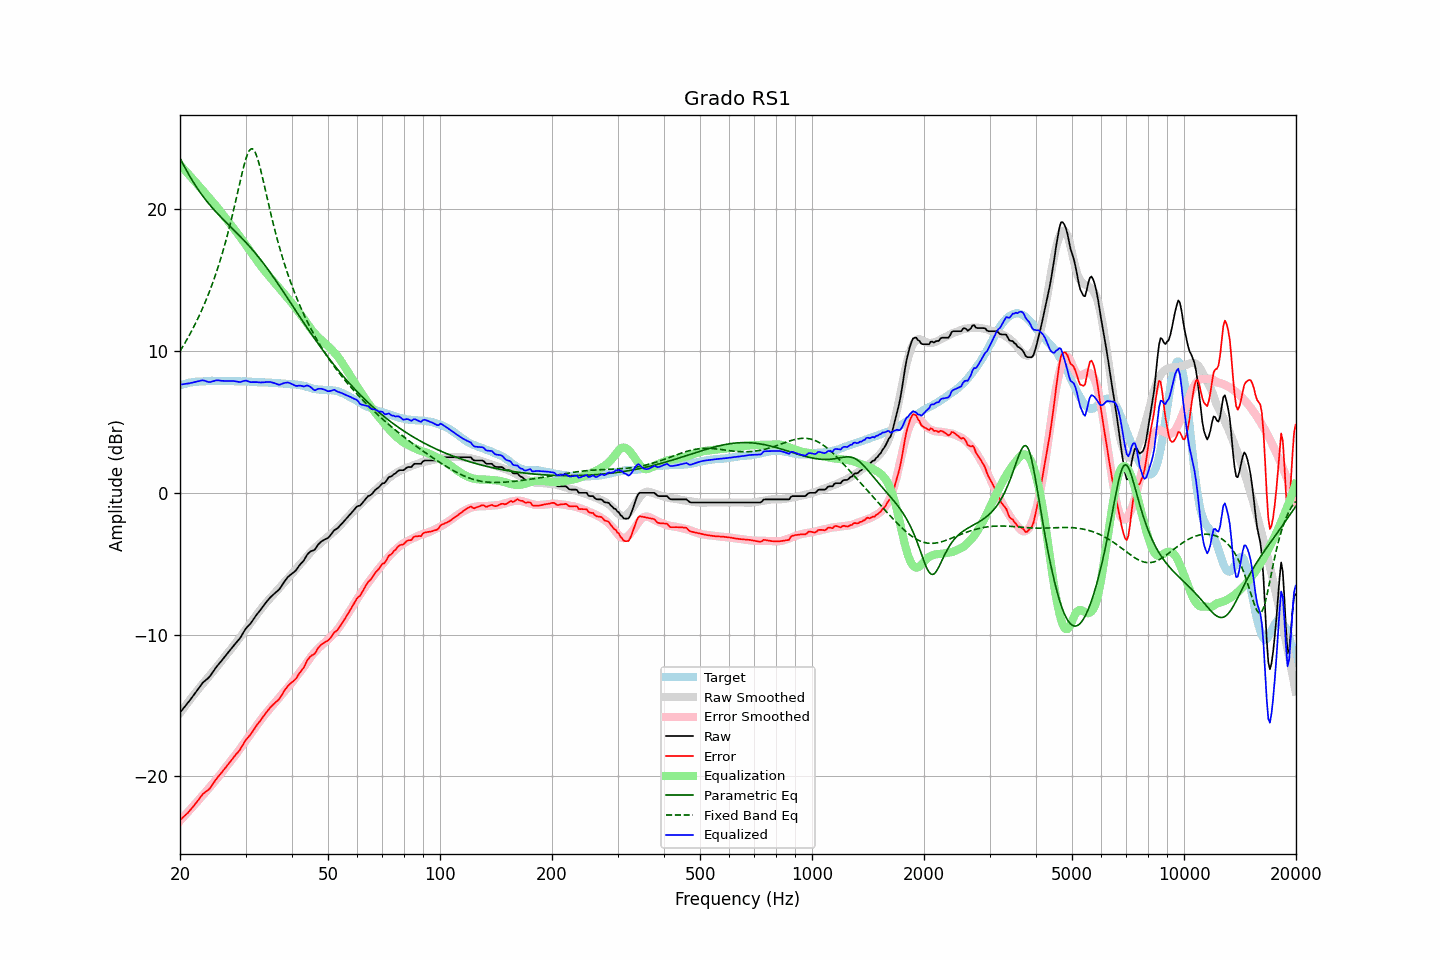 Grado RS1
Amplitude (dBr)
20
10
0
−10
−20
Target
Raw Smoothed
Error Smoothed
Raw
Error
Equalization
Parametric Eq
Fixed Band Eq
Equalized
20 50 100 200 500 1000 2000 5000 10000 20000
Frequency (Hz)